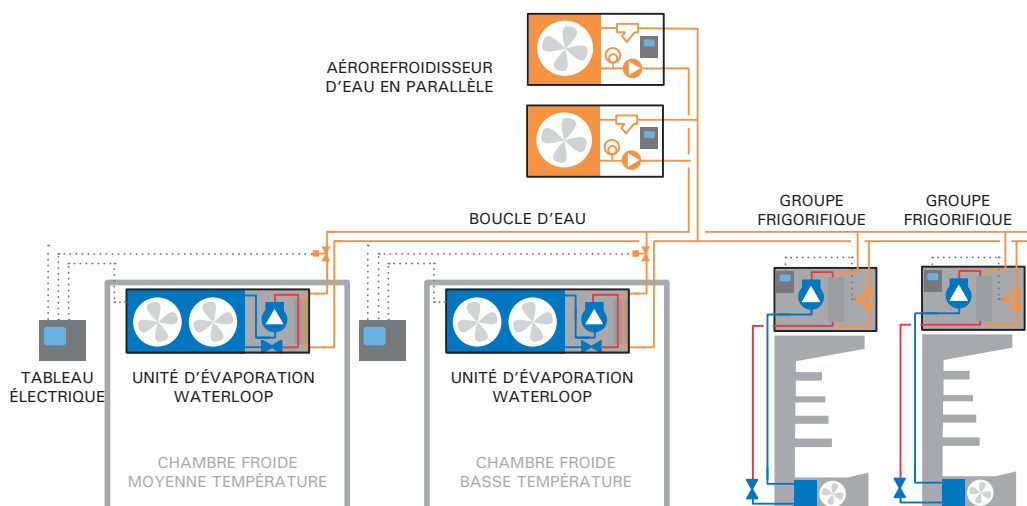 AÉROREFROIDISSEUR
D'EAU EN PARALLÈLE
BOUCLE D'EAU
GROUPE
FRIGORIFIQUE
GROUPE
FRIGORIFIQUE
TABLEAU
ÉLECTRIQUE
UNITÉ D'ÉVAPORATION
WATERLOOP
UNITÉ D'ÉVAPORATION
WATERLOOP
CHAMBRE FROIDE
MOYENNE TEMPÉRATURE
CHAMBRE FROIDE
BASSE TEMPÉRATURE